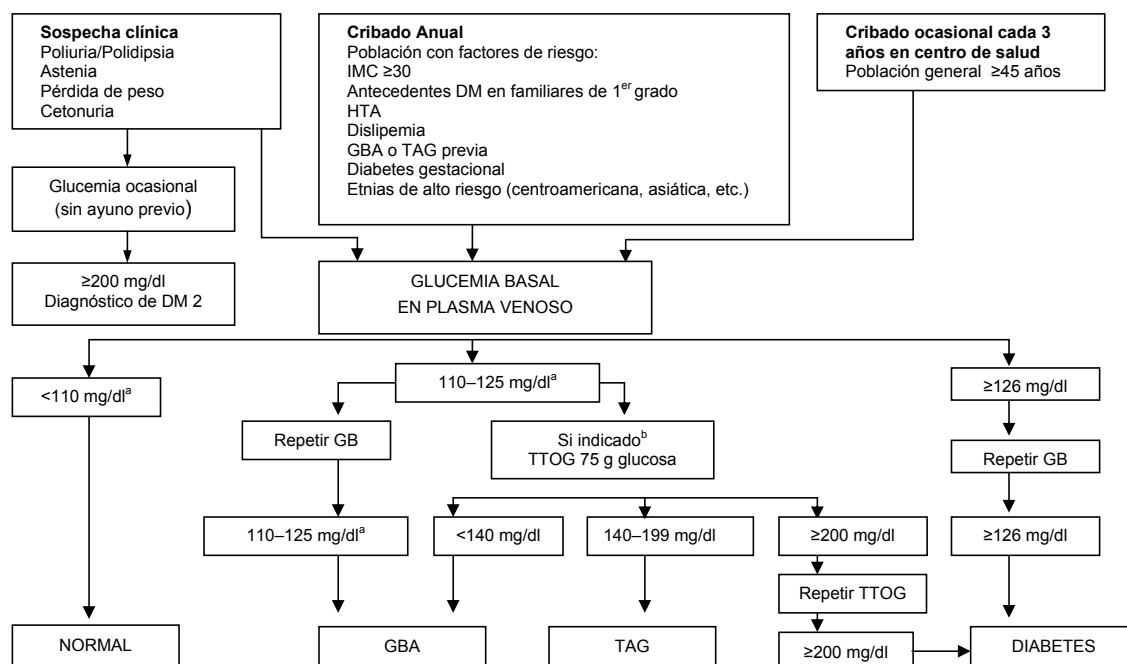 Sospecha clínica
Poliuria/Polidipsia
Astenia
Pérdida de peso
Cetonuria
Cribado Anual
Población con factores de riesgo:
IMC ≥30
Antecedentes DM en familiares de 1er grado
HTA
Dislipemia
GBA o TAG previa
Diabetes gestacional
Etnias de alto riesgo (centroamericana, asiática, etc.)
Cribado ocasional cada 3
años en centro de salud
Población general ≥45 años
Glucemia ocasional
(sin ayuno previo)
≥200 mg/dl
Diagnóstico de DM 2
GLUCEMIA BASAL
EN PLASMA VENOSO
<110 mg/dla
110–125 mg/dla
≥126 mg/dl
Repetir GB
Si indicadob
TTOG 75 g glucosa
Repetir GB
110–125 mg/dla
<140 mg/dl
140–199 mg/dl
≥200 mg/dl
≥126 mg/dl
Repetir TTOG
NORMAL
GBA
TAG
≥200 mg/dl
DIABETES